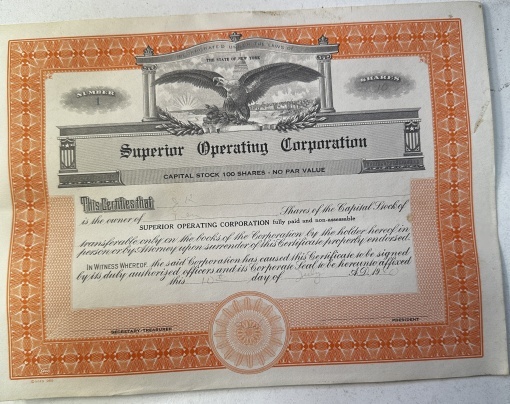 INCORPORATED UNDER THE LAWS OF
THE STATE OF NEW YORK
NUMBER
1
SHARES
10
Superior Operating Corporation
CAPITAL STOCK 100 SHARES - NO PAR VALUE
This Certifies that
is the owner of
Shares of the Capital Stock of
SUPERIOR OPERATING CORPORATION fully paid and non-assessable
transferable only on the books of the Corporation by the holder hereof in
person or by Attorney upon surrender of this Certificate properly endorsed.
IN WITNESS WHEREOF, the said Corporation has caused this Certificate to be signed
by its duly authorized officers and its Corporate Seal to be hereunto affixed
this day of A.D. 19
SECRETARY-TREASURER
PRESIDENT